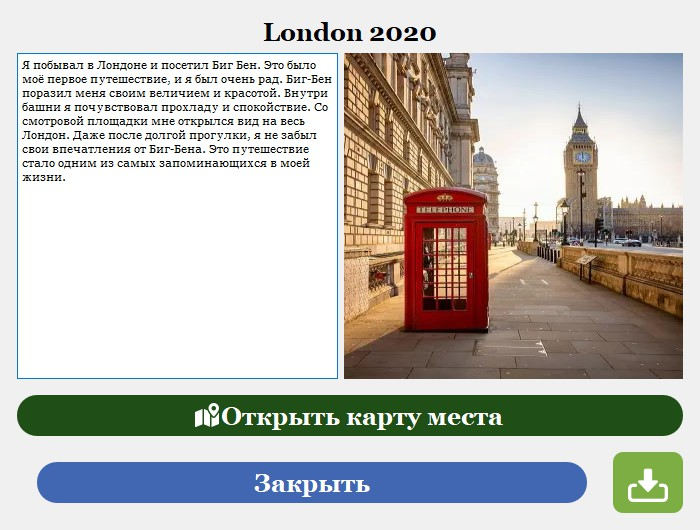 London 2020
Я побывал в Лондоне и посетил Биг Бен. Это было
моё первое путешествие, и я был очень рад. Биг-Бен
поразил меня своим величием и красотой. Внутри
башни я почувствовал прохладу и спокойствие. Со
смотровой площадки мне открылся вид на весь
Лондон. Даже после долгой прогулки, я не забыл
свои впечатления от Биг-Бена. Это путешествие
стало одним из самых запоминающихся в моей
жизни.
TELEPHONE
Открыть карту места
Закрыть